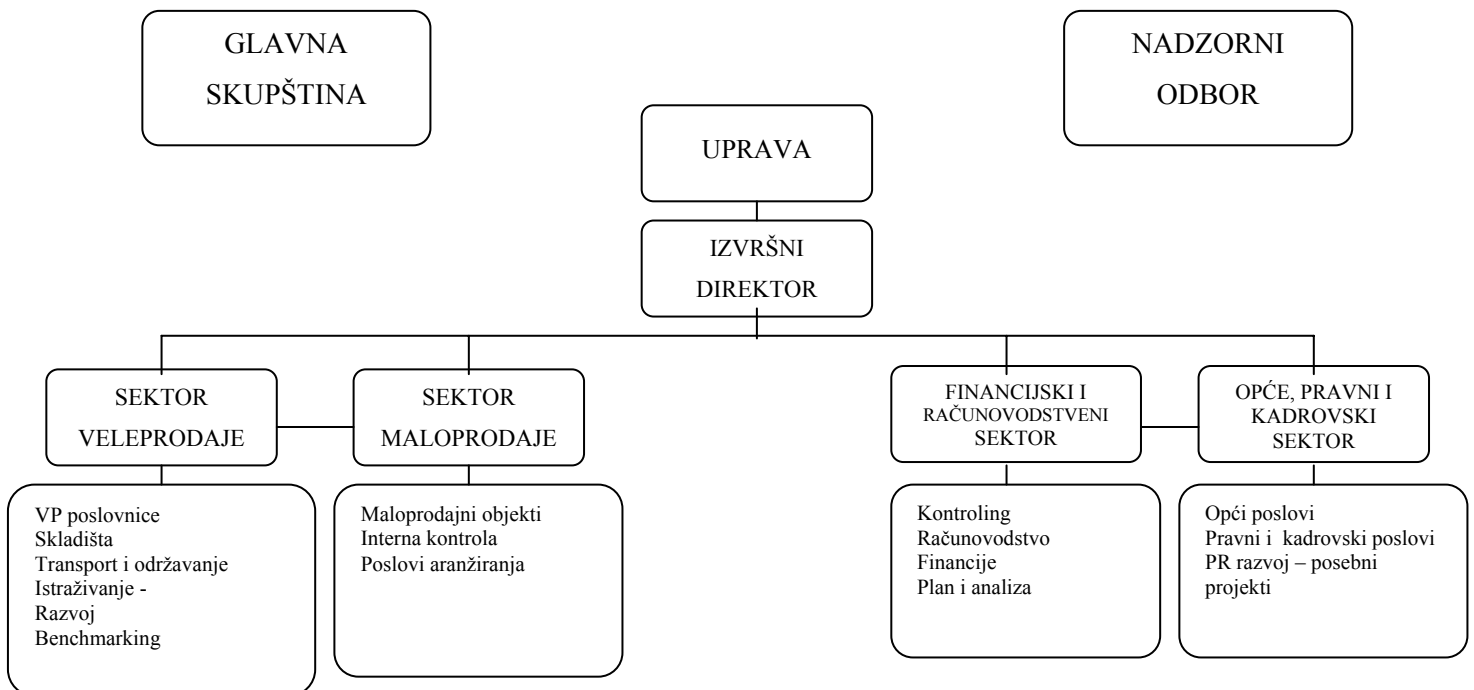 GLAVNA
SKUPŠTINA
NADZORNI
ODBOR
UPRAVA
IZVRŠNI
DIREKTOR
SEKTOR
VELEPRODAJE
SEKTOR
MALOPRODAJE
FINANCIJSKI I
RAČUNOVODSTVENI
SEKTOR
OPĆE, PRAVNI I
KADROVSKI
SEKTOR
VP poslovnice
Skladišta
Transport i održavanje
Istraživanje -
Razvoj
Benchmarking
Maloprodajni objekti
Interna kontrola
Poslovi aranžiranja
Kontroling
Računovodstvo
Financije
Plan i analiza
Opći poslovi
Pravni i kadrovski poslovi
PR razvoj – posebni
projekti